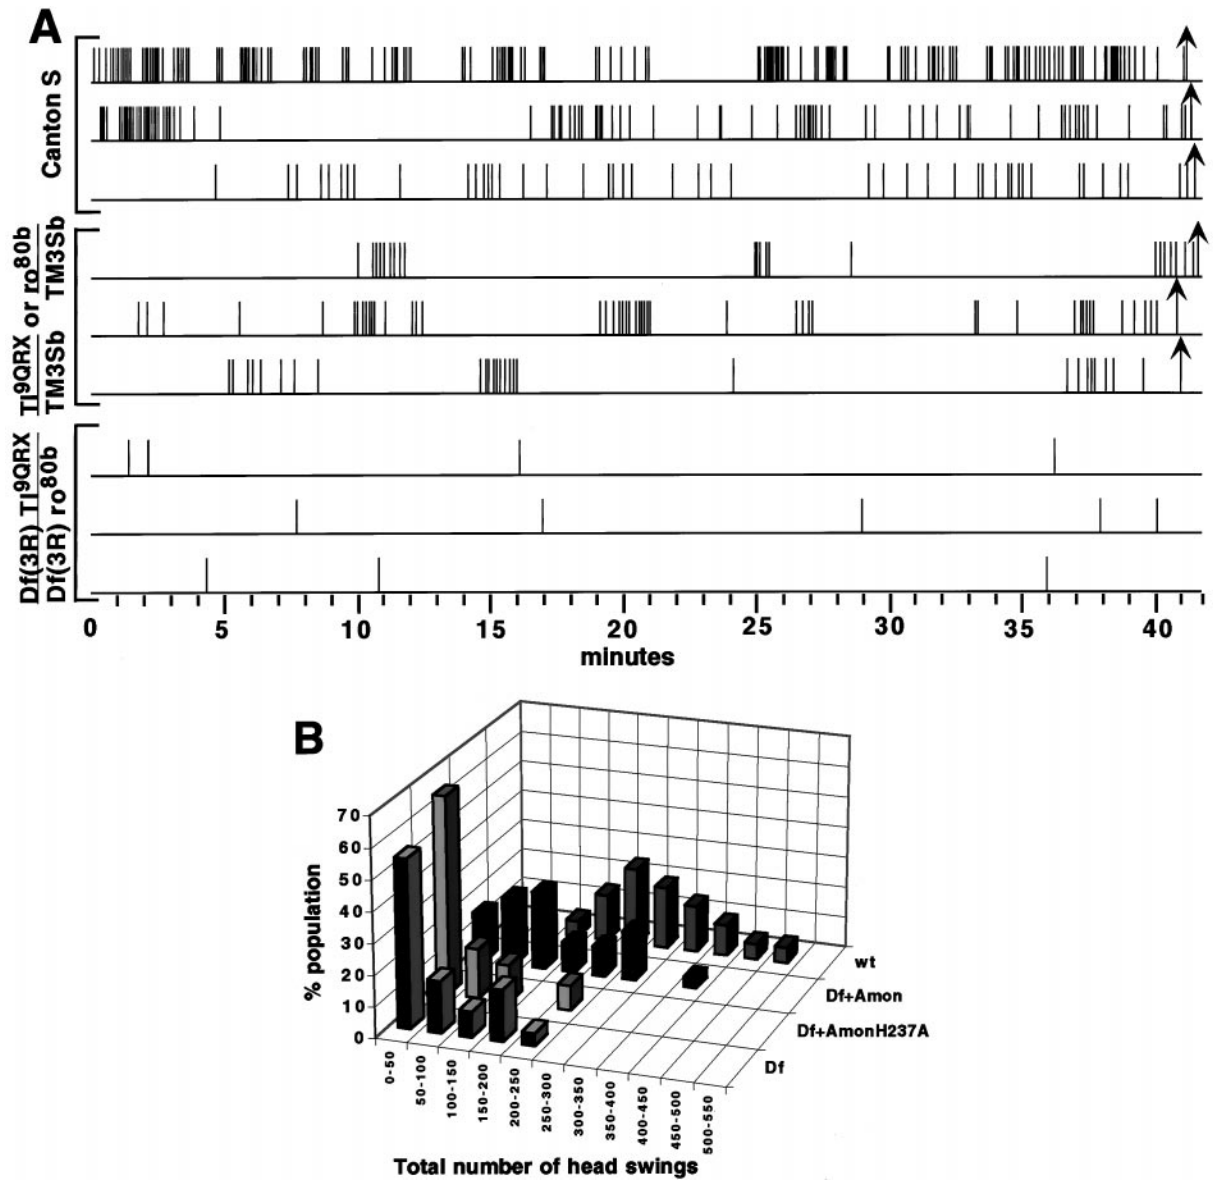 A
Canton S
Tl9QRX or ro80b
TM3Sb TM3Sb
Df(3R) Tl9QRX
Df(3R) ro80b
0 5 10 15 20 25 30 35 40
minutes
B
70
60
50
40
30
20
10
0
% population
wt
Df+Amon
Df+AmonH237A
Df
0-50
50-100
100-150
150-200
200-250
250-300
300-350
350-400
400-450
450-500
500-550
Total number of head swings